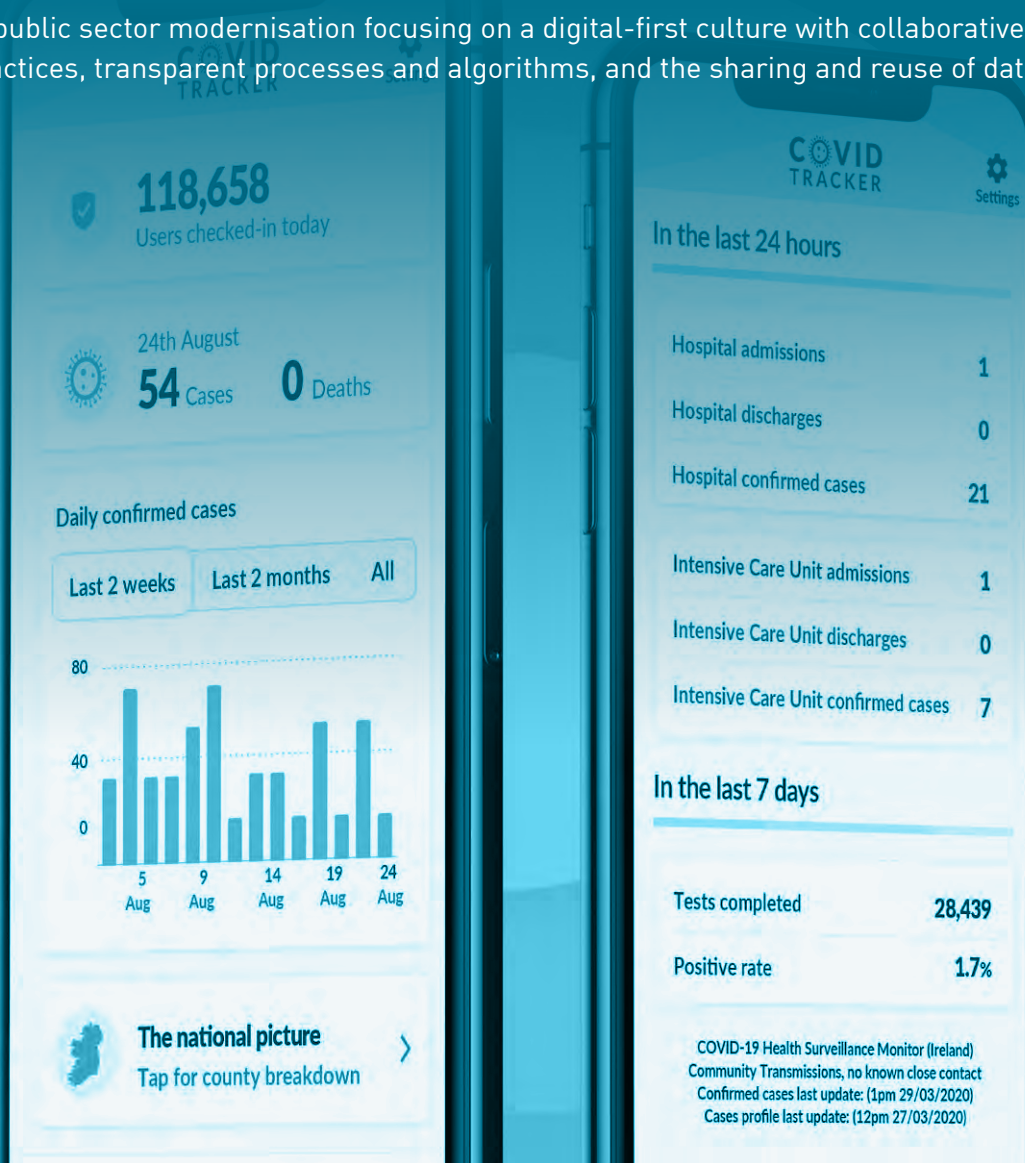 public sector modernisation focusing on a digital-first culture with collaborative
actices, transparent processes and algorithms, and the sharing and reuse of dat
COVID
TRACKER
118,658
Users checked-in today
24th August
54 Cases 0 Deaths
Daily confirmed cases
Last 2 weeks Last 2 months All
80
40
0
5 9 14 19 24
Aug Aug Aug Aug Aug
The national picture
Tap for county breakdown
COVID
TRACKER
Settings
In the last 24 hours
Hospital admissions 1
Hospital discharges 0
Hospital confirmed cases 21
Intensive Care Unit admissions 1
Intensive Care Unit discharges 0
Intensive Care Unit confirmed cases 7
In the last 7 days
Tests completed 28,439
Positive rate 1.7%
COVID-19 Health Surveillance Monitor (Ireland)
Community Transmissions, no known close contact
Confirmed cases last update: (1pm 29/03/2020)
Cases profile last update: (12pm 27/03/2020)